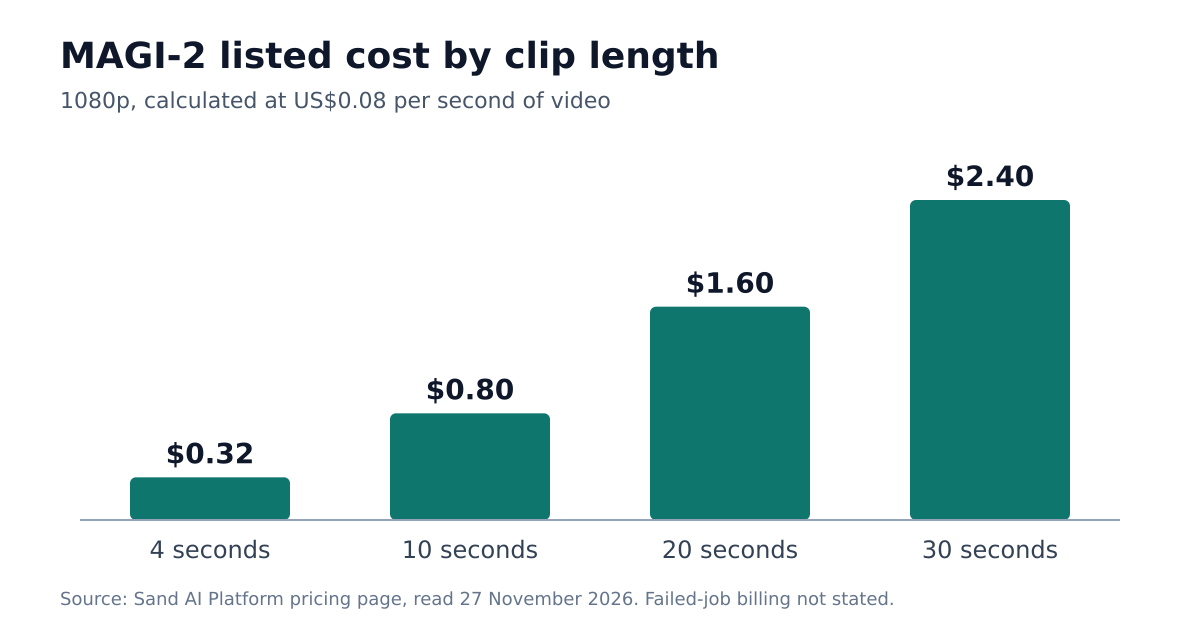 MAGI-2 listed cost by clip length
1080p, calculated at US$0.08 per second of video
$2.40
$1.60
$0.80
$0.32
4 seconds
10 seconds
20 seconds
30 seconds
Source: Sand AI Platform pricing page, read 27 November 2026. Failed-job billing not stated.